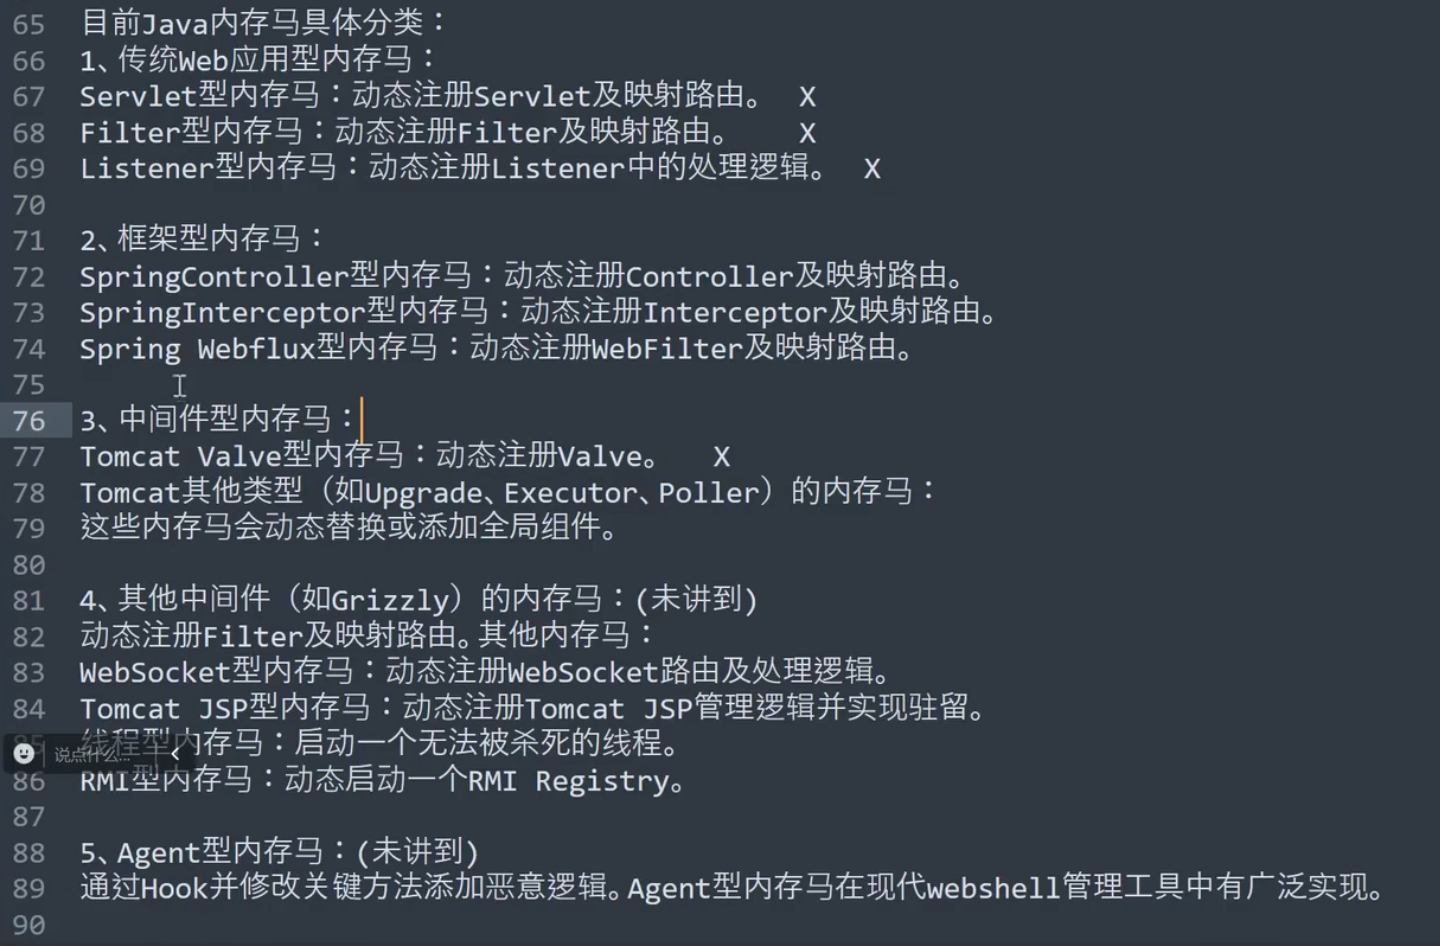 65 目前Java内存马具体分类：
66 1、传统Web应用型内存马：
67 Servlet型内存马：动态注册Servlet及映射路由。 X
68 Filter型内存马：动态注册Filter及映射路由。 X
69 Listener型内存马：动态注册Listener中的处理逻辑。 X
70
71 2、框架型内存马：
72 SpringController型内存马：动态注册Controller及映射路由。
73 SpringInterceptor型内存马：动态注册Interceptor及映射路由。
74 Spring Webflux型内存马：动态注册WebFilter及映射路由。
75
76 3、中间件型内存马：
77 Tomcat Valve型内存马：动态注册Valve。 X
78 Tomcat其他类型（如Upgrade、Executor、Poller）的内存马：
79 这些内存马会动态替换或添加全局组件。
80
81 4、其他中间件（如Grizzly）的内存马：(未讲到)
82 动态注册Filter及映射路由。其他内存马：
83 WebSocket型内存马：动态注册WebSocket路由及处理逻辑。
84 Tomcat JSP型内存马：动态注册Tomcat JSP管理逻辑并实现驻留。
85 线程型内存马：启动一个无法被杀死的线程。
说点什么...
86 RMI型内存马：动态启动一个RMI Registry。
87
88 5、Agent型内存马：(未讲到)
89 通过Hook并修改关键方法添加恶意逻辑。Agent型内存马在现代webshell管理工具中有广泛实现。
90